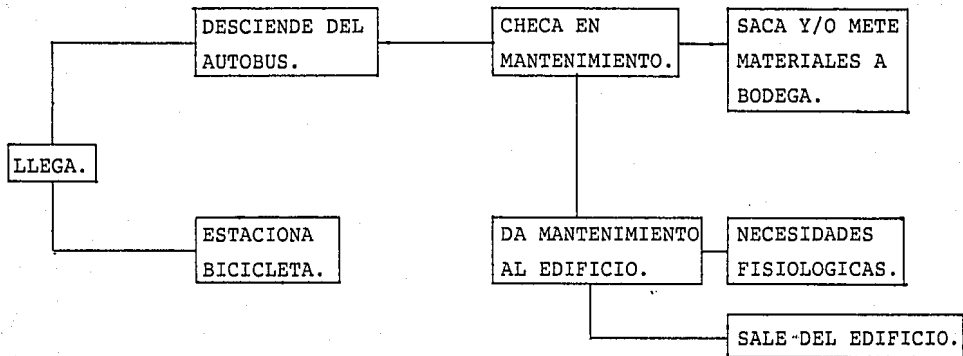 DESCIENDE DEL
AUTOBUS.
CHECA EN
MANTENIMIENTO.
SACA Y/O METE
MATERIALES A
BODEGA.
LLEGA.
ESTACIONA
BICICLETA.
DA MANTENIMIENTO
AL EDIFICIO.
NECESIDADES
FISIOLOGICAS.
SALE DEL EDIFICIO.